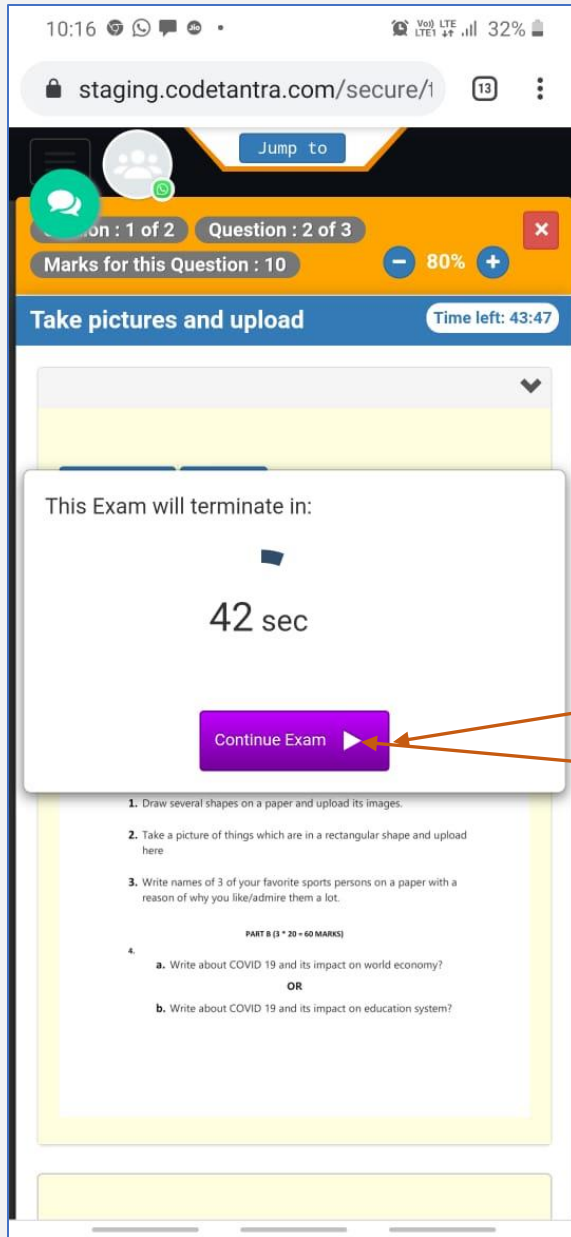 10:16 32%
staging.codetantra.com/secure/ 13
Jump to
on : 1 of 2 Question : 2 of 3
Marks for this Question : 10 80%
Take pictures and upload Time left: 43:47
This Exam will terminate in:
42 sec
Continue Exam
1. Draw several shapes on a paper and upload its images.
2. Take a picture of things which are in a rectangular shape and upload
here
3. Write names of 3 of your favorite sports persons on a paper with a
reason of why you like/admire them a lot.
PART B (3 * 20 = 60 MARKS)
4.
a. Write about COVID 19 and its impact on world economy?
OR
b. Write about COVID 19 and its impact on education system?